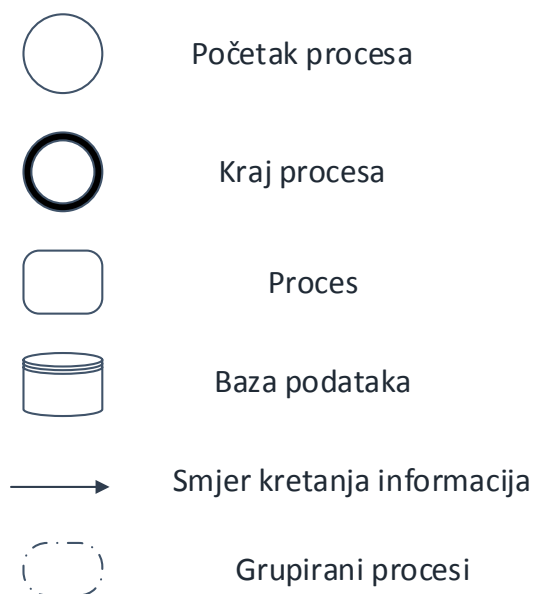 Početak procesa
Kraj procesa
Proces
Baza podataka
Smjer kretanja informacija
Grupirani procesi